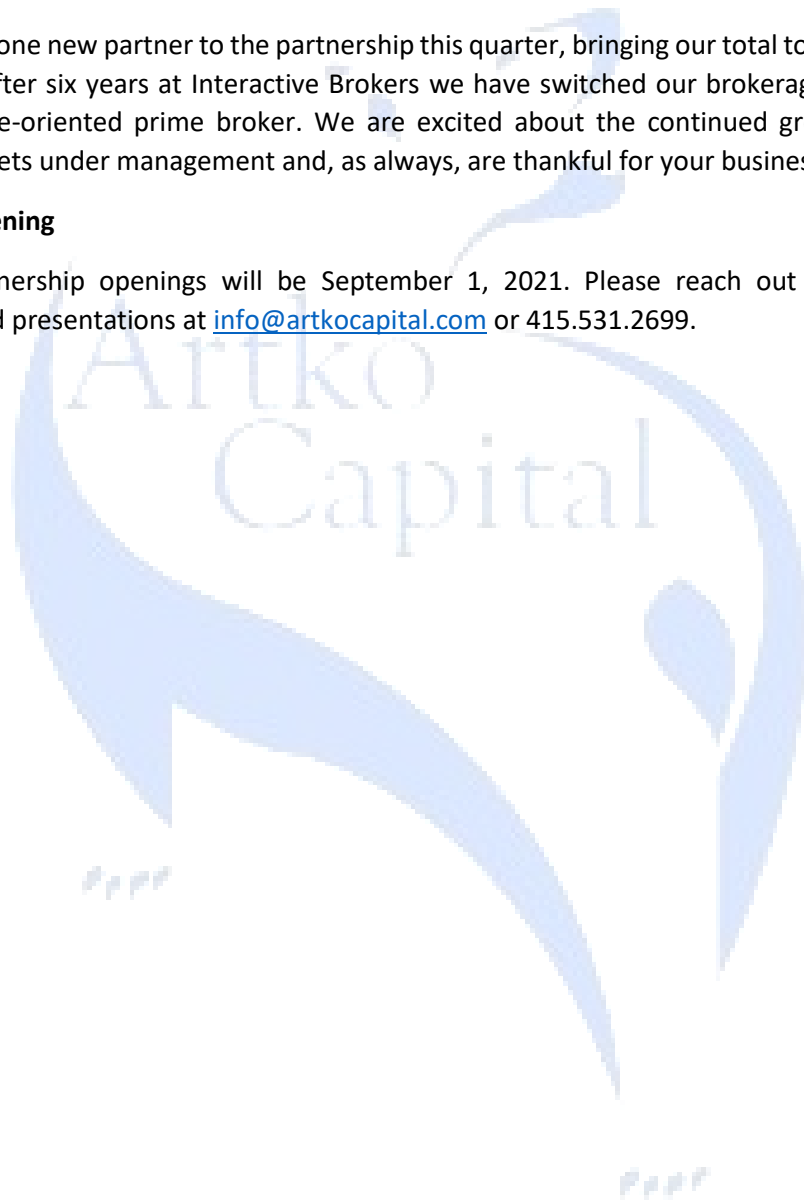 one new partner to the partnership this quarter, bringing our total to
fter six years at Interactive Brokers we have switched our brokerag
e-oriented prime broker. We are excited about the continued gr
ets under management and, as always, are thankful for your busines
ening
nership openings will be September 1, 2021. Please reach out
d presentations at info@artkocapital.com or 415.531.2699.
Artko
Capital